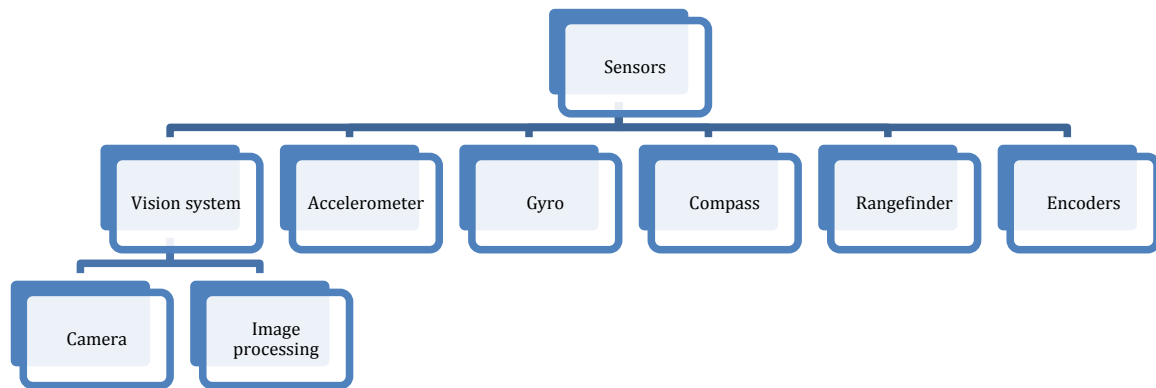 Sensors
Vision system
Accelerometer
Gyro
Compass
Rangefinder
Encoders
Camera
Image
processing